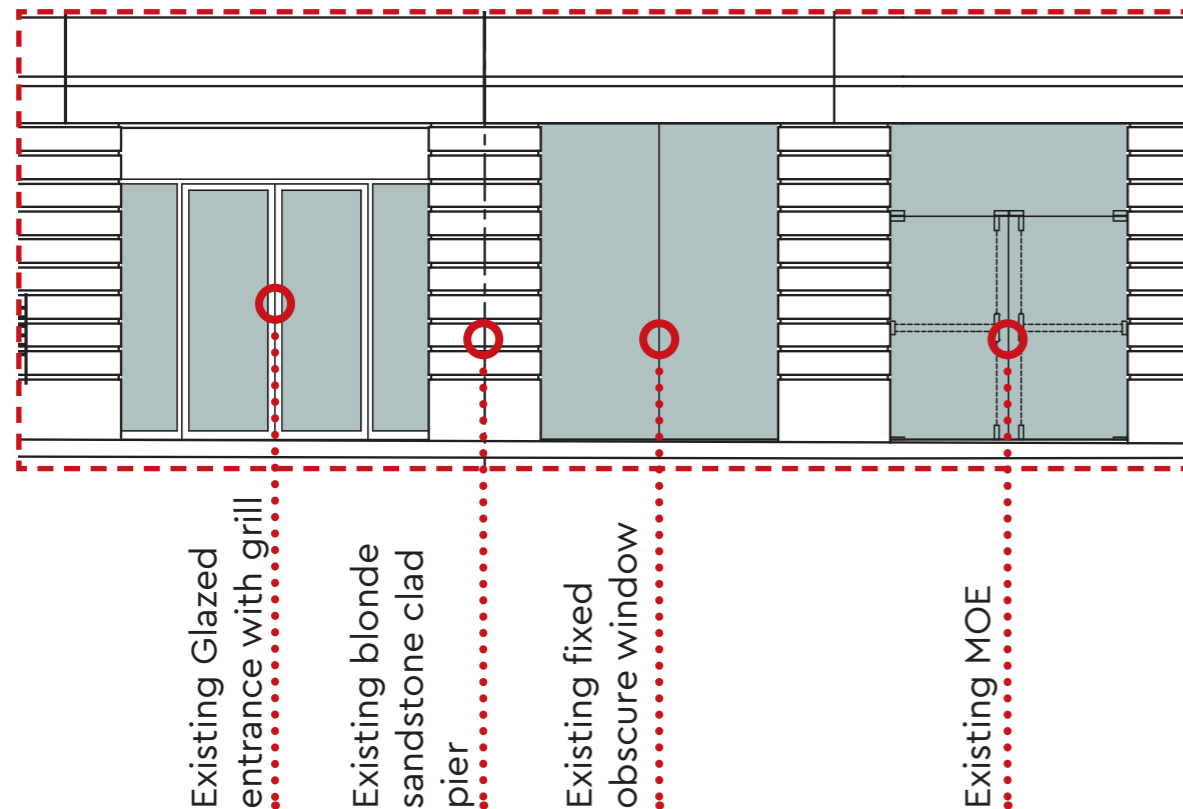 Existing Glazed
entrance with grill
Existing blonde
sandstone clad
pier
Existing fixed
obscure window
Existing MOE